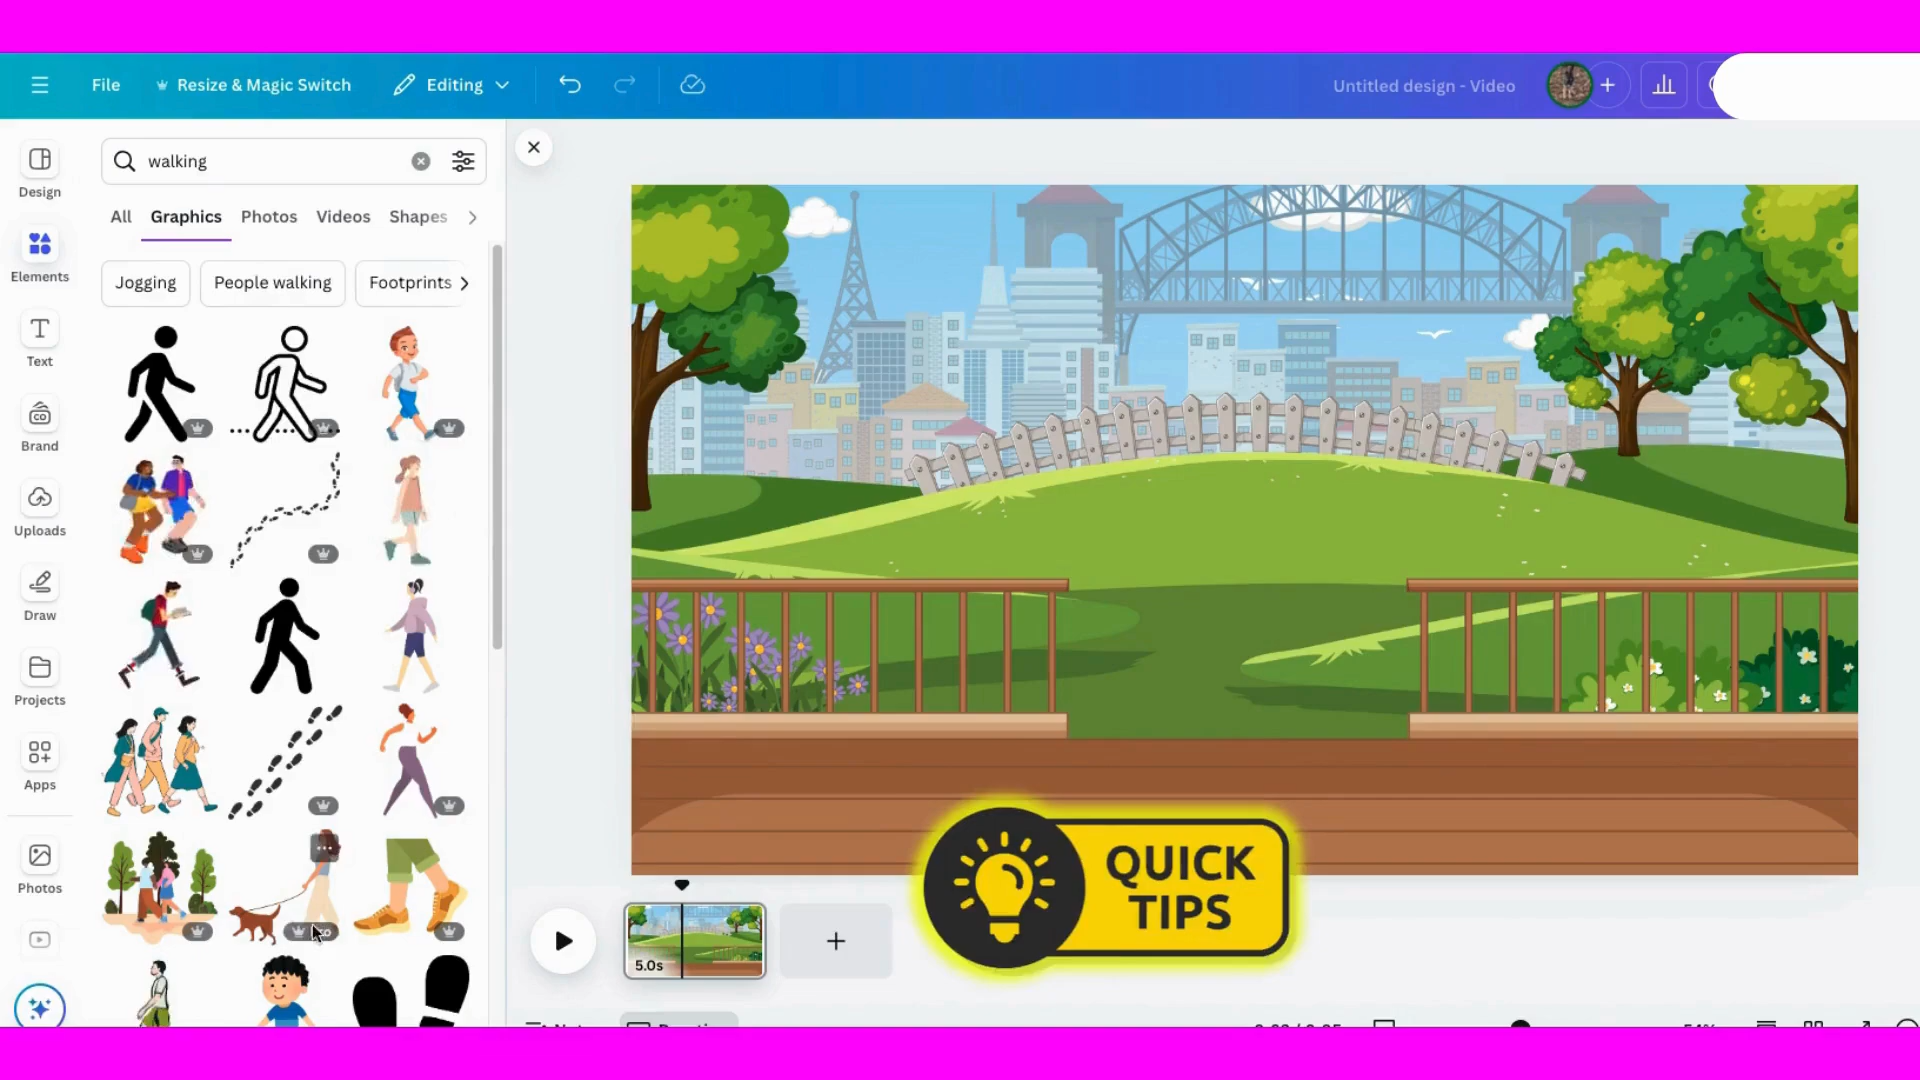 File
Resize & Magic Switch
Editing
Untitled design - Video
Design
Elements
Text
Brand
Uploads
Draw
Projects
Apps
Photos
walking
All Graphics Photos Videos Shapes
Jogging People walking Footprints
5.0s
QUICK
TIPS